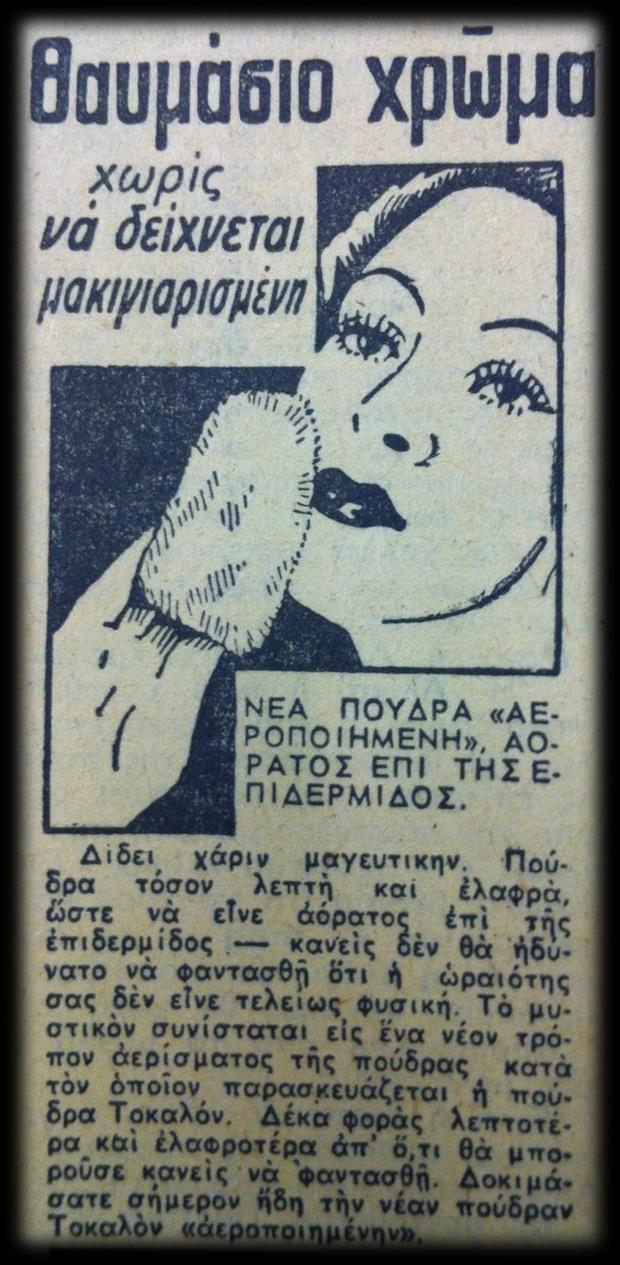 θαυμάσιο χρῶμα
χωρίς
νά δείχνεται
μακιγιαρισμένη
ΝΕΑ ΠΟΥΔΡΑ «ΑΕ-
ΡΟΠΟΙΗΜΕΝΗ», ΑΟ-
ΡΑΤΟΣ ΕΠΙ ΤΗΣ Ε-
ΠΙΔΕΡΜΙΔΟΣ.
Δίδει χάριν μαγευτικην. Πού-
δρα τόσον λεπτὴ καί ἐλαφρὰ,
ὥστε νὰ εἶνε ἀόρατος ἐπὶ τῆς
ἐπιδερμίδος — κανεὶς δὲν θὰ ἠδύ-
νατο νὰ φαντασθῇ ὅτι ἡ ὡραιότης
σας δὲν εἶνε τελείως φυσική. Τὸ μυ-
στικὸν συνίσταται εἰς ἕνα νέον τρό-
πον ἀερίσματος τῆς πούδρας κατὰ
τὸν ὁποῖον παρασκευάζεται ἡ πού-
δρα Τοκαλόν. Δέκα φορὰς λεπτοτέ-
ρα καὶ ἐλαφροτέρα ἀπ' ὅ,τι θὰ μπο-
ροῦσε κανεὶς νὰ φαντασθῇ. Δοκιμά-
σατε σήμερον ἤδη τὴν νέαν πούδραν
Τοκαλὸν «ἀεροποιημένην».